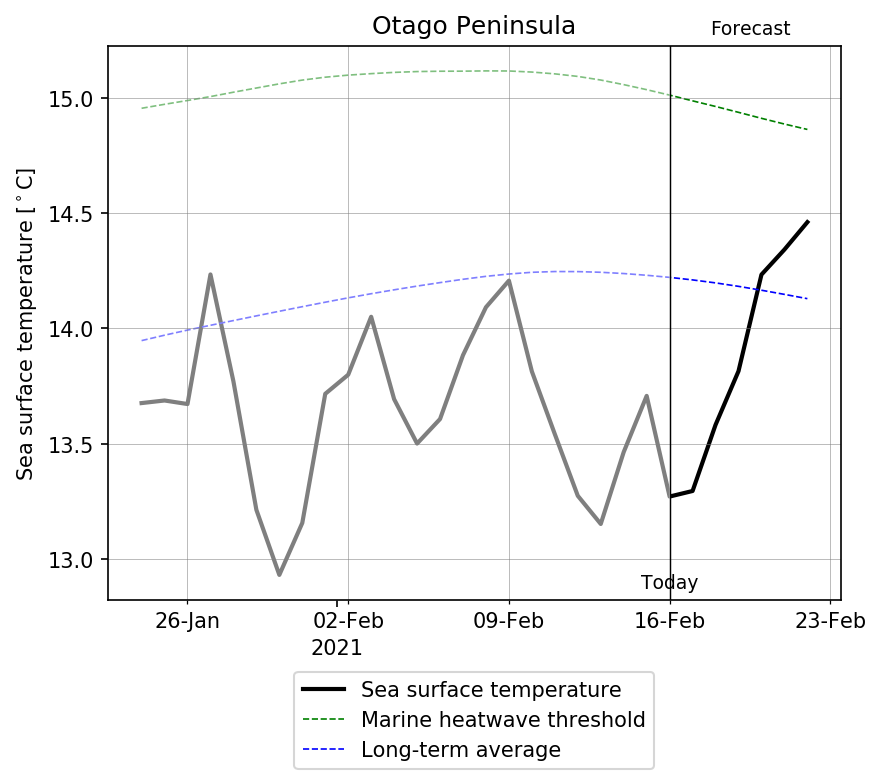 Otago Peninsula
Forecast
Sea surface temperature [°C]
15.0
14.5
14.0
13.5
13.0
Today
26-Jan
02-Feb
09-Feb
16-Feb
23-Feb
2021
Sea surface temperature
Marine heatwave threshold
Long-term average